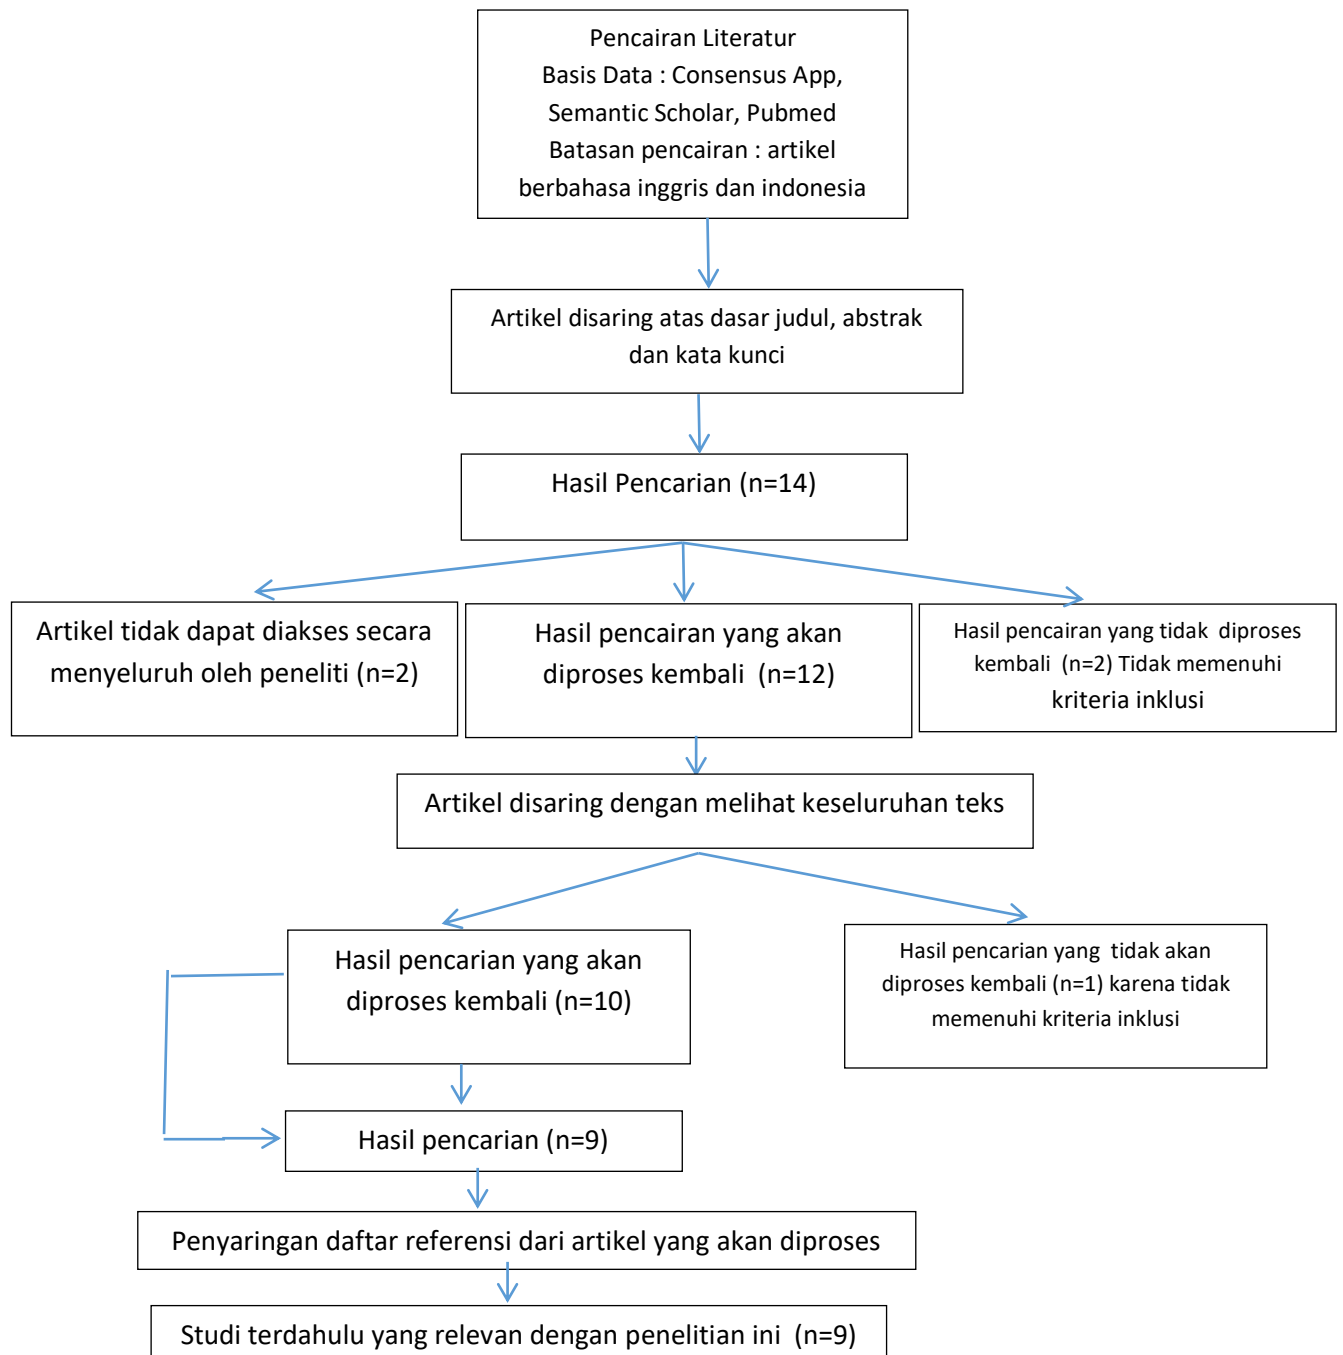 Pencairan Literatur
Basis Data : Consensus App,
Semantic Scholar, Pubmed
Batasan pencairan : artikel
berbahasa inggris dan indonesia
Artikel disaring atas dasar judul, abstrak
dan kata kunci
Hasil Pencarian (n=14)
Artikel tidak dapat diakses secara
menyeluruh oleh peneliti (n=2)
Hasil pencairan yang akan
diproses kembali (n=12)
Hasil pencairan yang tidak diproses
kembali (n=2) Tidak memenuhi
kriteria inklusi
Artikel disaring dengan melihat keseluruhan teks
Hasil pencarian yang akan
diproses kembali (n=10)
Hasil pencarian yang tidak akan
diproses kembali (n=1) karena tidak
memenuhi kriteria inklusi
Hasil pencarian (n=9)
Penyaringan daftar referensi dari artikel yang akan diproses
Studi terdahulu yang relevan dengan penelitian ini (n=9)